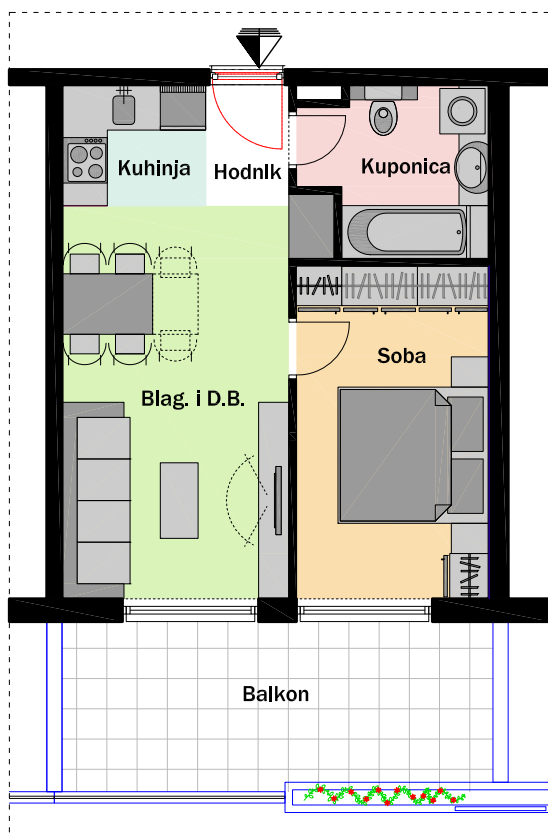 Kuhinja
Hodnik
Kuponica
Soba
Blag. i D.B.
Balkon